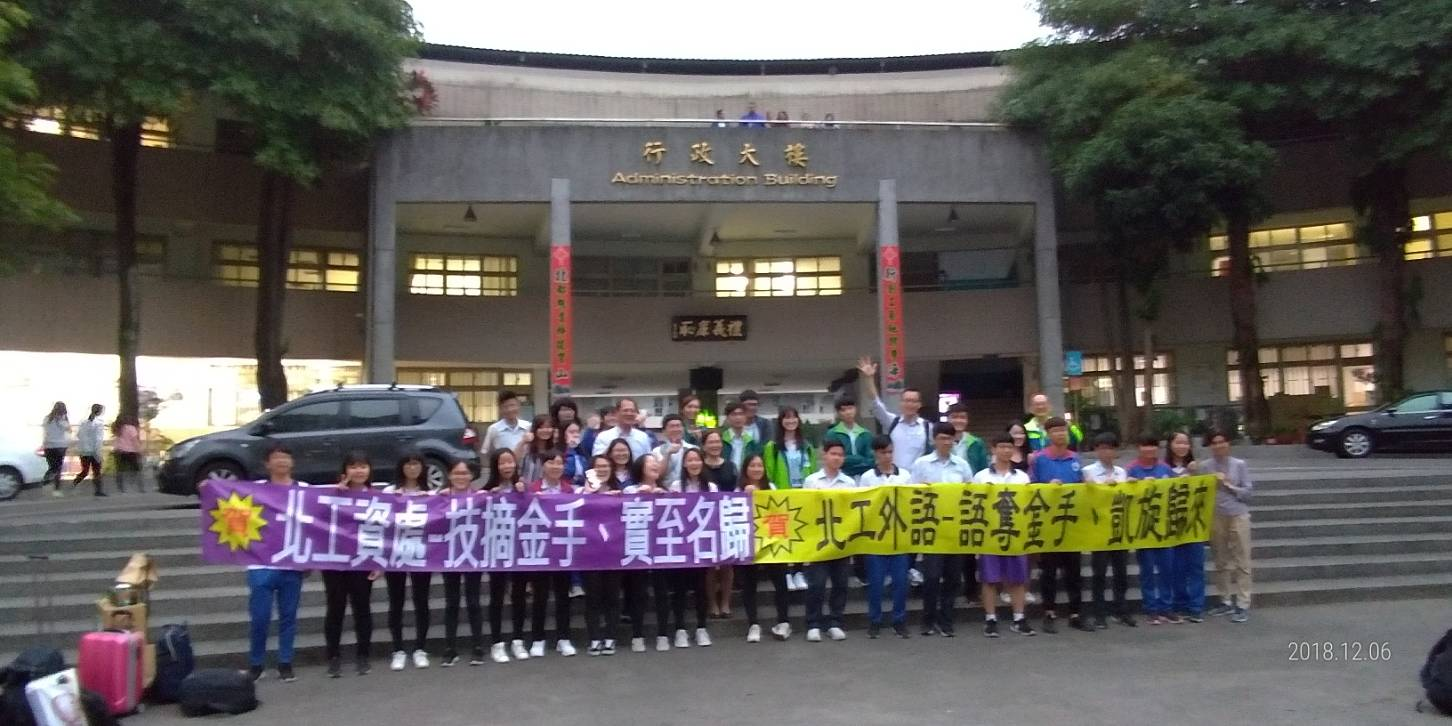 行政大樓
Administration Building
禮義廉恥
賀 北工資處-技摘金手、實至名歸
賀 北工外語-語奪金手、凱旋歸來
2018.12.06